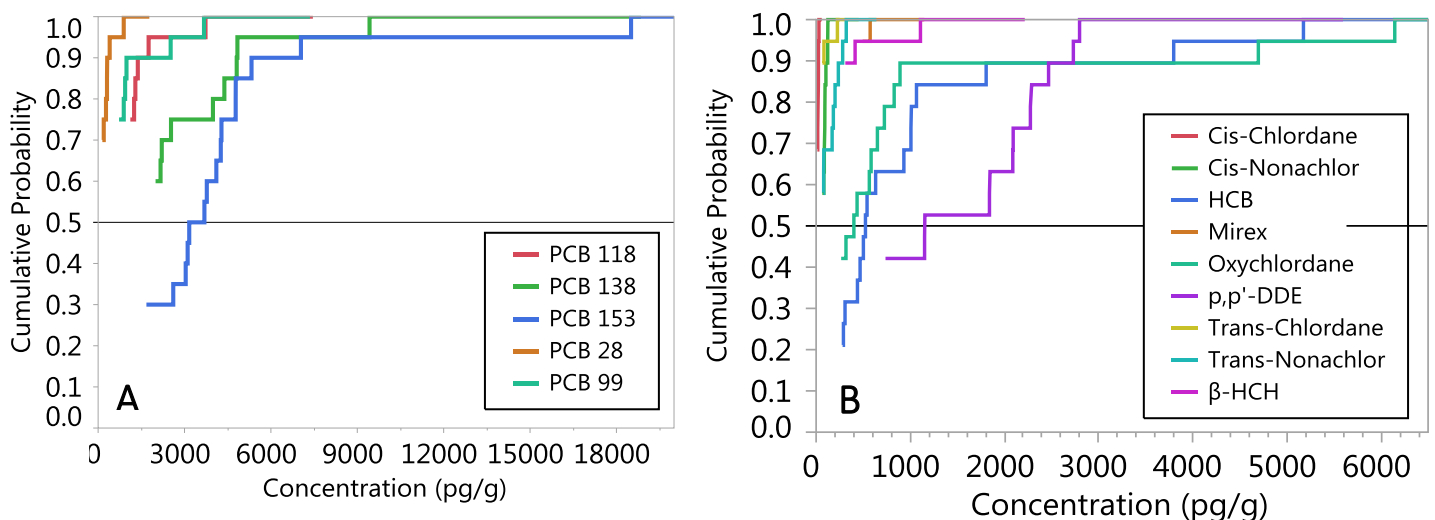 Cumulative Probability
1.0
0.9
0.8
0.7
0.6
0.5
0.4
0.3
0.2
0.1
0.0
A
PCB 118
PCB 138
PCB 153
PCB 28
PCB 99
0 3000 6000 9000 12000 15000 18000
Concentration (pg/g)
Cumulative Probability
1.0
0.9
0.8
0.7
0.6
0.5
0.4
0.3
0.2
0.1
0.0
B
Cis-Chlordane
Cis-Nonachlor
HCB
Mirex
Oxychlordane
p,p'-DDE
Trans-Chlordane
Trans-Nonachlor
β-HCH
0 1000 2000 3000 4000 5000 6000
Concentration (pg/g)